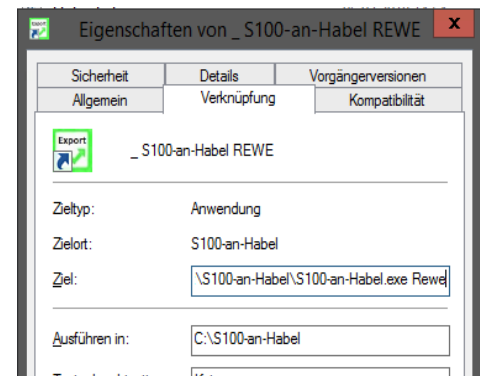 Eigenschaften von _ S100-an-Habel REWE
x
Sicherheit
Details
Vorgängerversionen
Allgemein
Verknüpfung
Kompatibilität
Export
_ S100-an-Habel REWE
Zieltyp:
Anwendung
Zielort:
S100-an-Habel
Ziel:
\S100-an-Habel\S100-an-Habel.exe Rewe
Ausführen in:
C:\S100-an-Habel